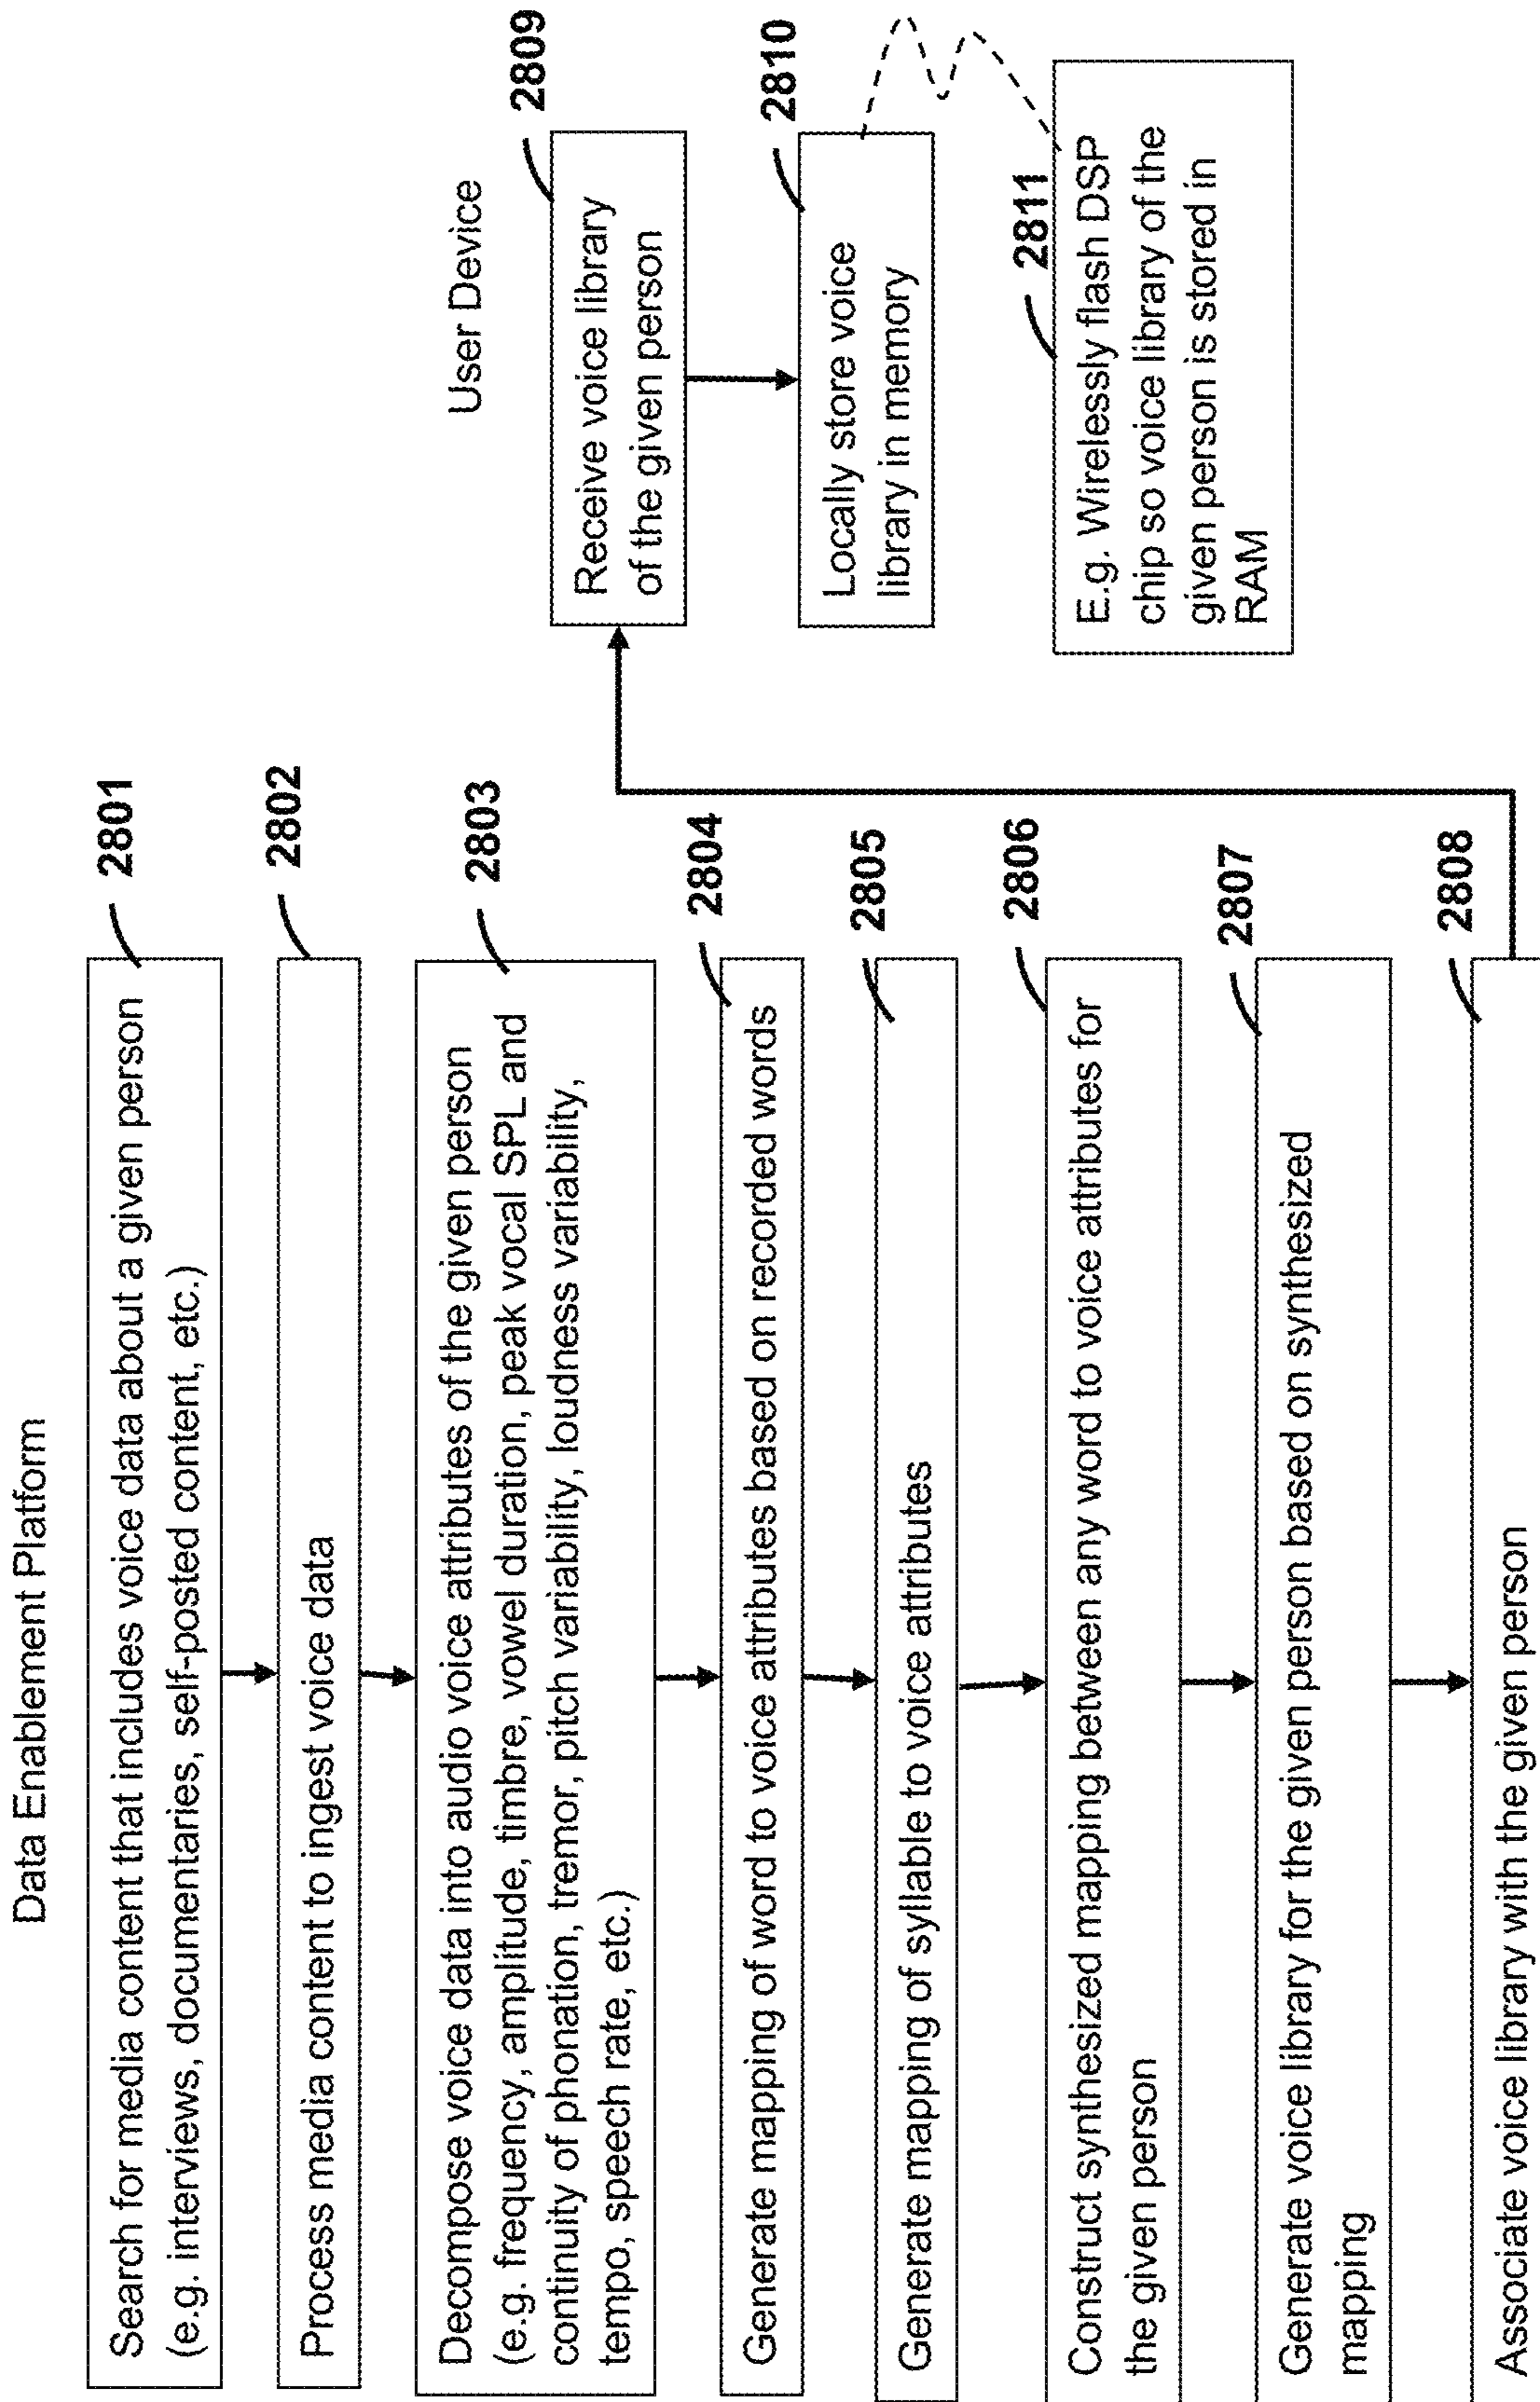 Data Enablement Platform
Search for media content that includes voice data about a given person
(e.g. interviews, documentaries, self-posted content, etc.)
2801
Process media content to ingest voice data
2802
Decompose voice data into audio voice attributes of the given person
(e.g. frequency, amplitude, timbre, vowel duration, peak vocal SPL and
continuity of phonation, tremor, pitch variability, loudness variability,
tempo, speech rate, etc.)
2803
Generate mapping of word to voice attributes based on recorded words
2804
Generate mapping of syllable to voice attributes
2805
Construct synthesized mapping between any word to voice attributes for
the given person
2806
Generate voice library for the given person based on synthesized
mapping
2807
Associate voice library with the given person
2808
User Device
Receive voice library
of the given person
2809
Locally store voice
library in memory
2810
2811
E.g. Wirelessly flash DSP
chip so voice library of the
given person is stored in
RAM